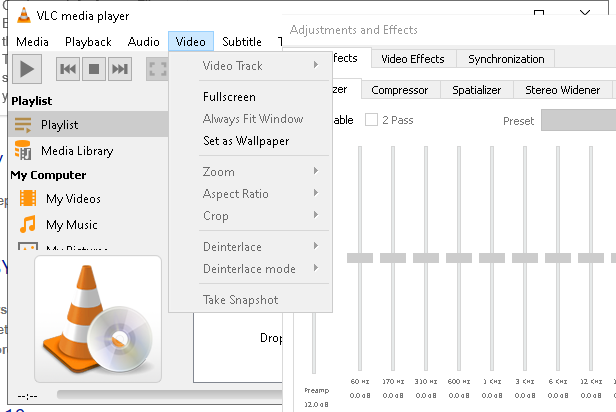 VLC media player
Adjustments and Effects
Media Playback Audio Video Subtitle T
fects Video Effects Synchronization
Video Track
zer Compressor Spatializer Stereo Widener
Playlist
Fullscreen
Playlist
Always Fit Window
able 2 Pass Preset
Media Library
Set as Wallpaper
My Computer
Zoom
My Videos
Aspect Ratio
My Music
Crop
My Pictures
Deinterlace
Deinterlace mode
Take Snapshot
Drop
60 Hz 170 Hz 310 Hz 600 Hz 1 KHz 3 KHz 6 KHz 12 KHz
Preamp
0.0 dB 0.0 dB 0.0 dB 0.0 dB 0.0 dB 0.0 dB 0.0 dB 0.0 dB
--:--
12.0 dB